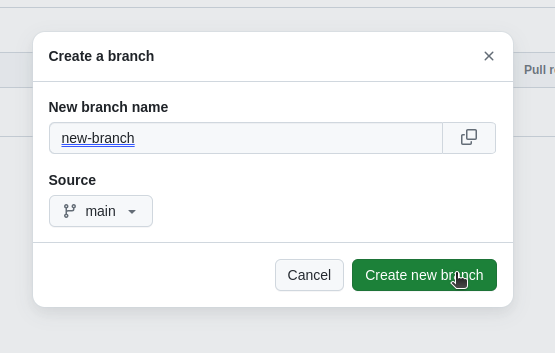 Create a branch
Pull r
New branch name
new-branch
Source
main
Cancel
Create new branch